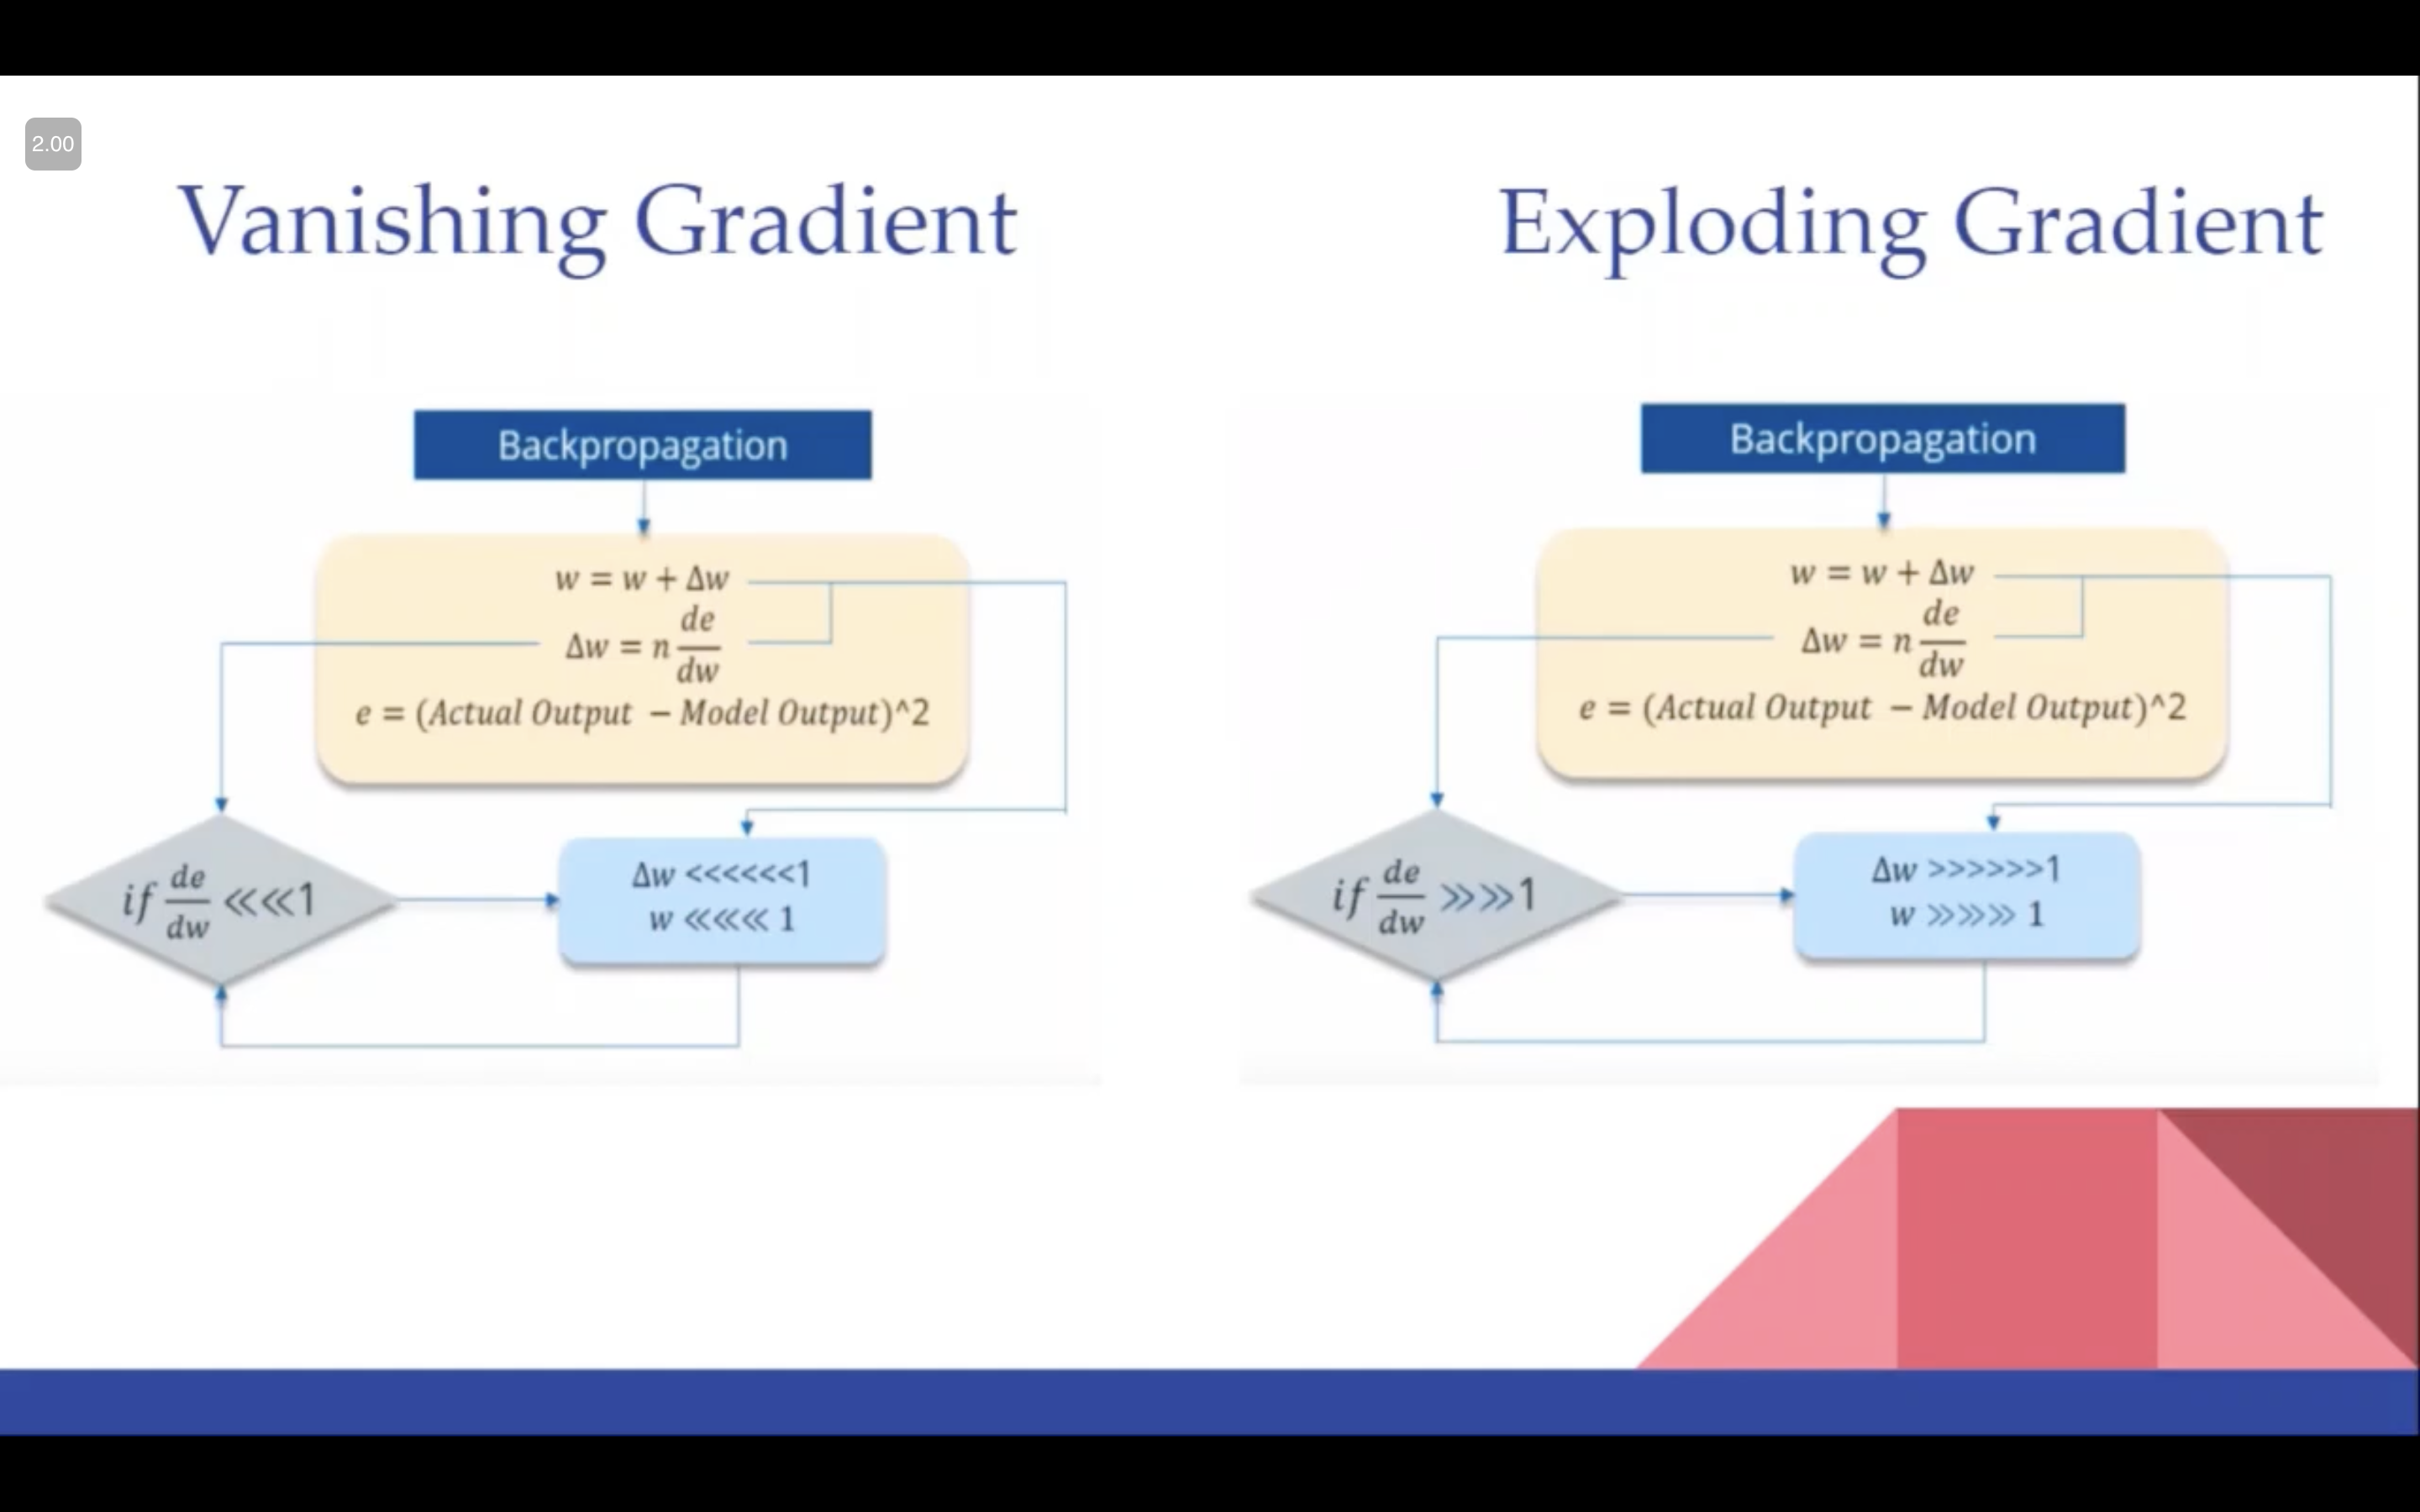 2.00
Vanishing Gradient
Backpropagation
w = w + Δw
Δw = n de/dw
e = (Actual Output − Model Output)^2
if de/dw ⋘1
Δw <<<<<<1
w ⋘⋘ 1
Exploding Gradient
Backpropagation
w = w + Δw
Δw = n de/dw
e = (Actual Output − Model Output)^2
if de/dw ≫≫1
Δw >>>>>>1
w ≫≫≫ 1